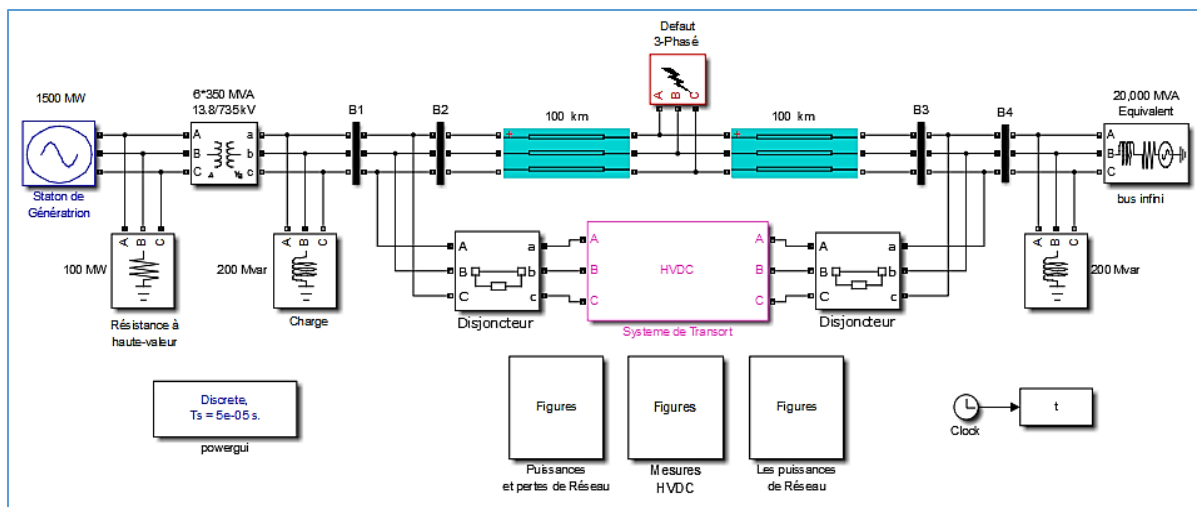 Defaut
3-Phasé
A B C
1500 MW
6*350 MVA
13.8/735 kV
B1
B2
100 km
100 km
B3
B4
20,000 MVA
Equivalent
A
B
C
a
b
c
A
B
C
Staton de
Génératrion
bus infini
A B C
100 MW
Résistance à
haute-valeur
A B C
200 Mvar
Charge
A
B
C
a
b
c
Disjoncteur
A
B
C
HVDC
A
B
C
Systeme de Transort
A
B
C
a
b
c
Disjoncteur
A B C
200 Mvar
Discrete,
Ts = 5e-05 s.
powergui
Figures
Puissances
et pertes de Réseau
Figures
Mesures
HVDC
Figures
Les puissances
de Réseau
Clock
t